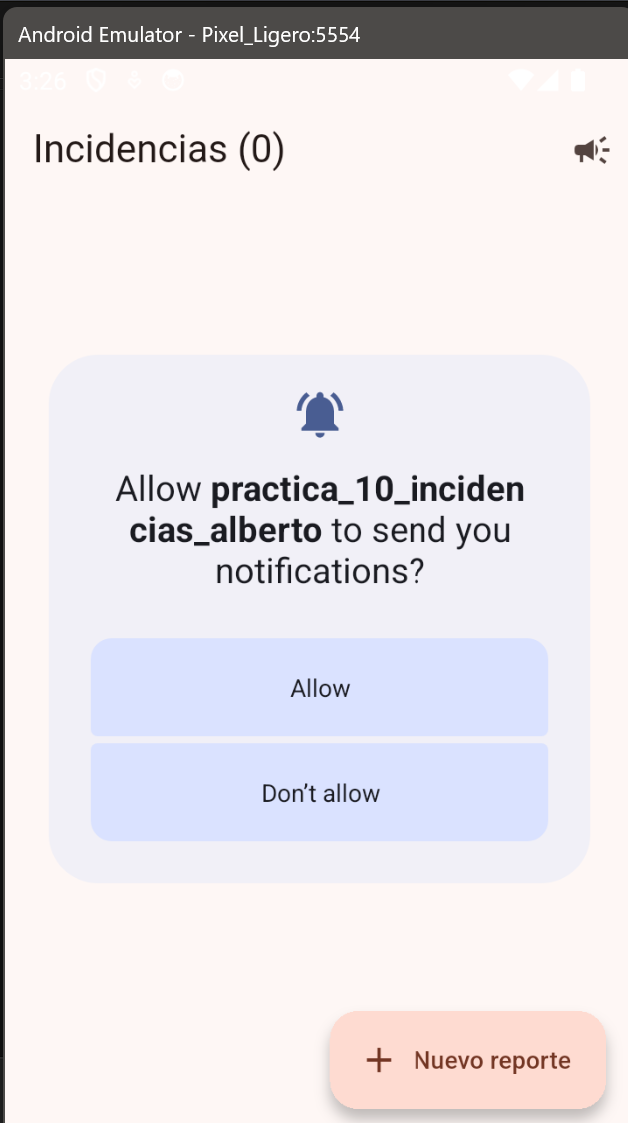 Android Emulator - Pixel_Ligero:5554
3:26
Incidencias (0)
Allow practica_10_inciden
cias_alberto to send you
notifications?
Allow
Don’t allow
Nuevo reporte